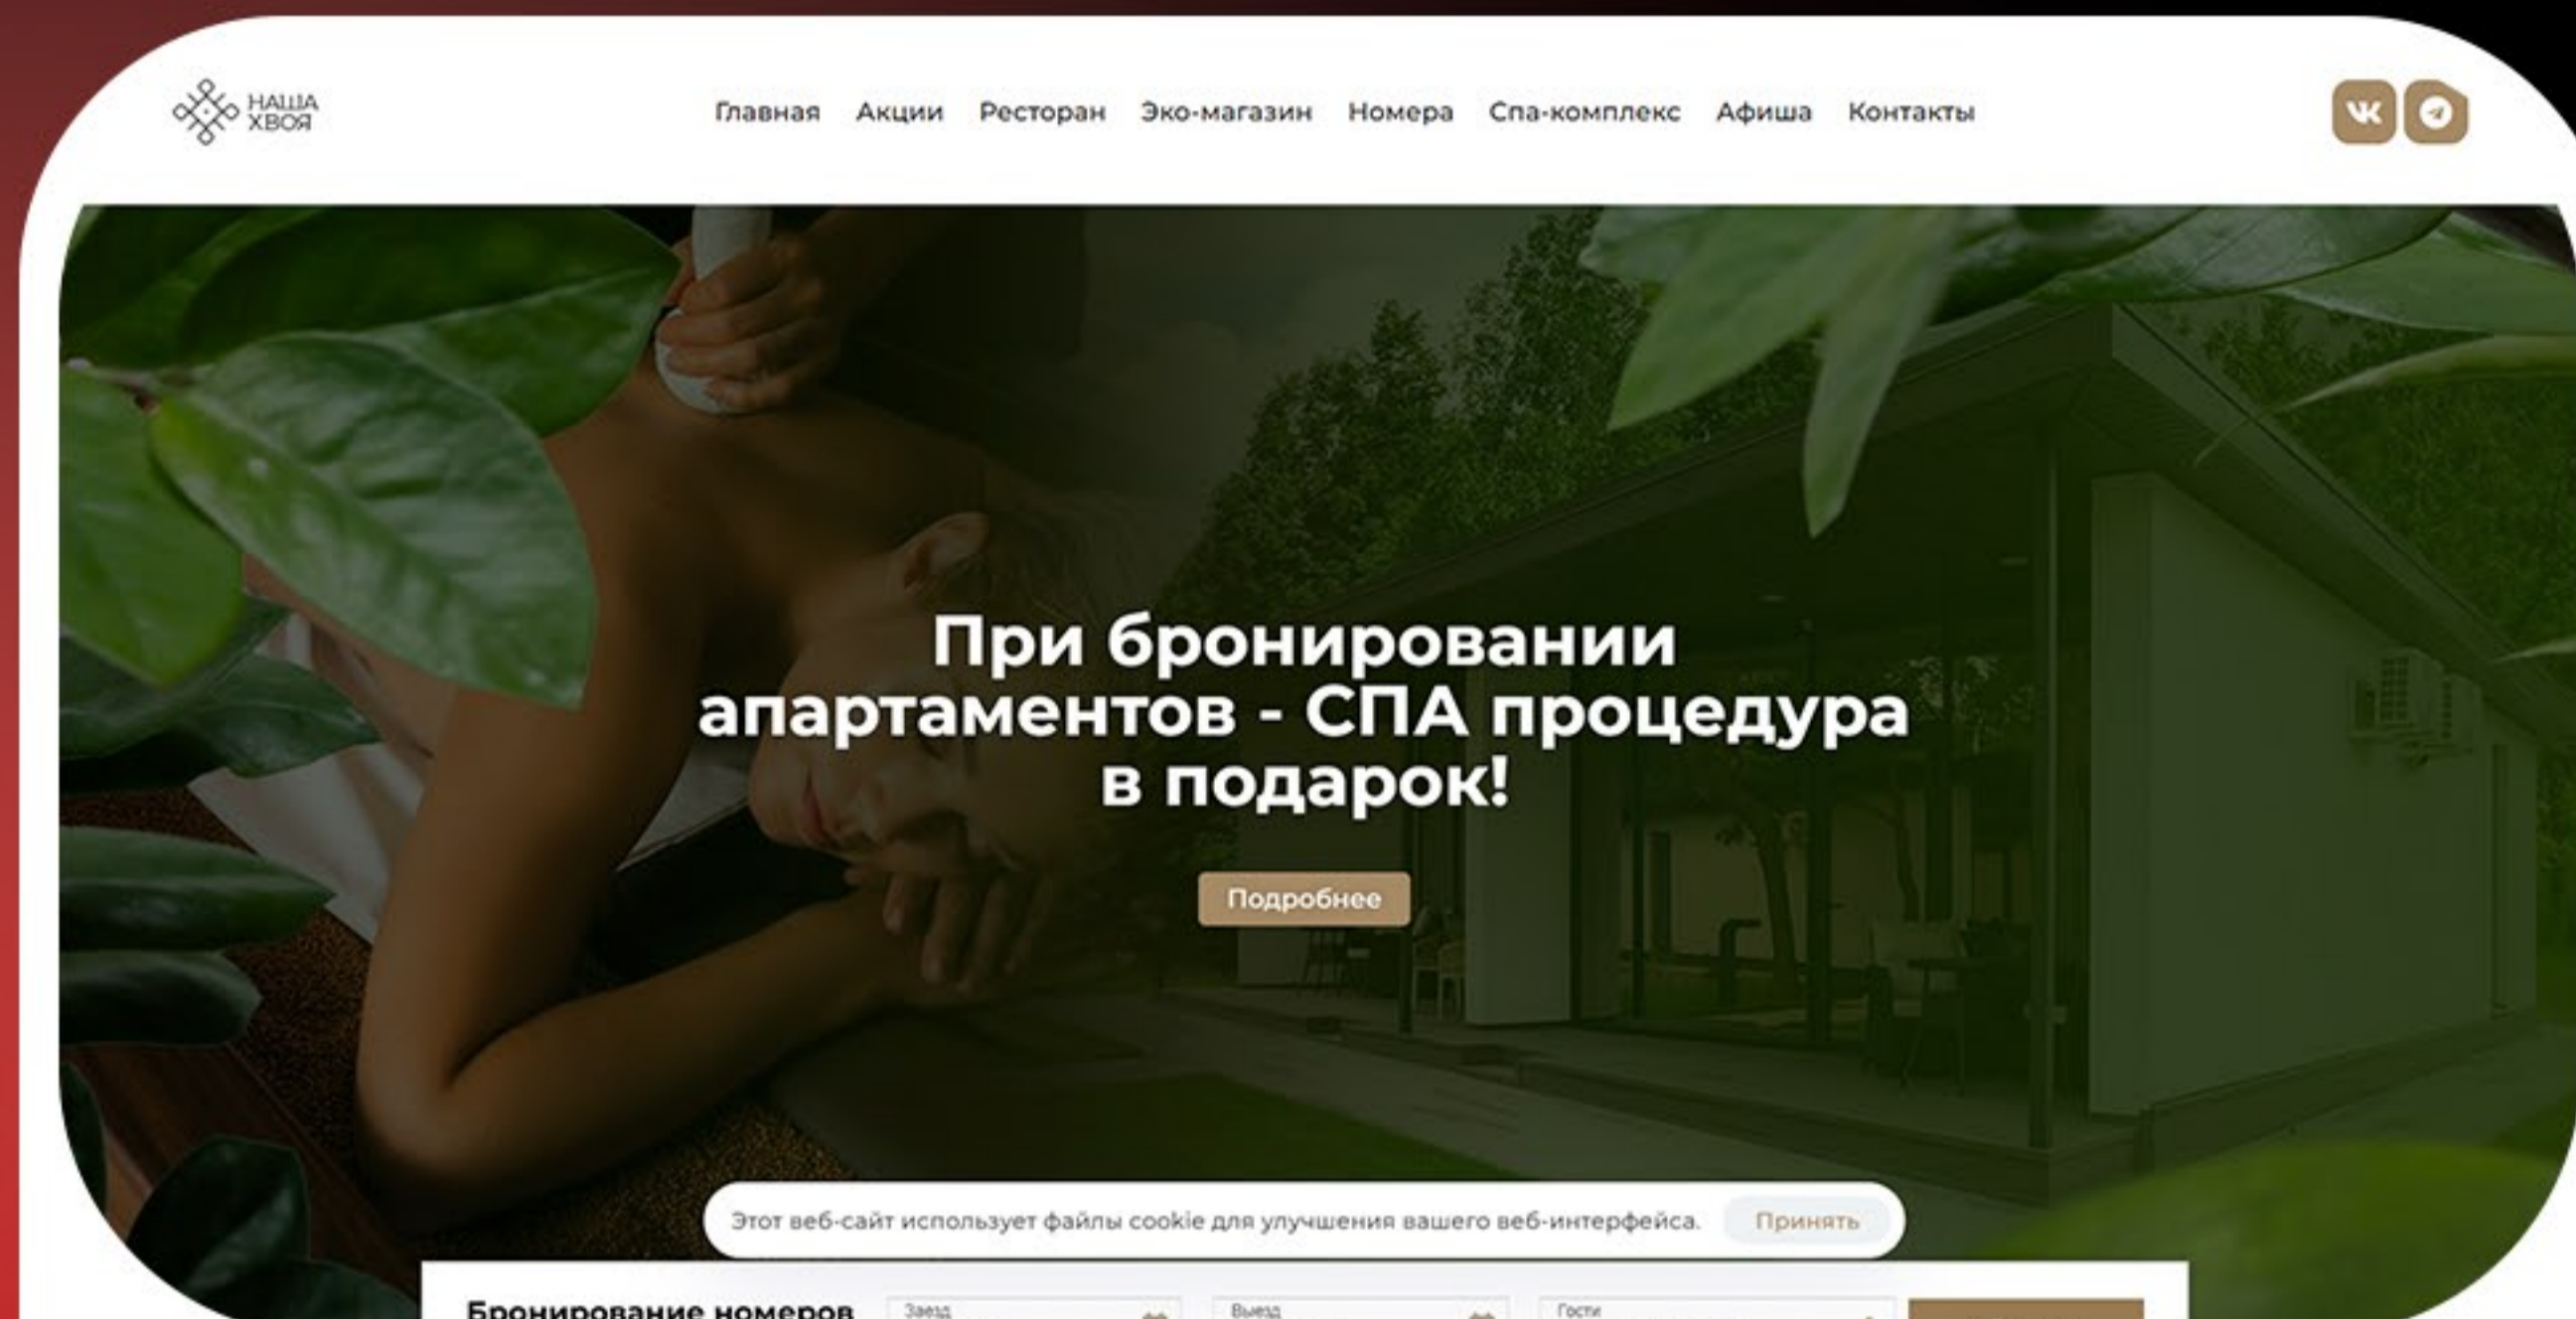 НАША
ХВОЯ
Главная Акции Ресторан Эко-магазин Номера Спа-комплекс Афиша Контакты
При бронировании
апартаментов - СПА процедура
в подарок!
Подробнее
Этот веб-сайт использует файлы cookie для улучшения вашего веб-интерфейса. Принять
Бронирование номеров Заезд Выезд Гости